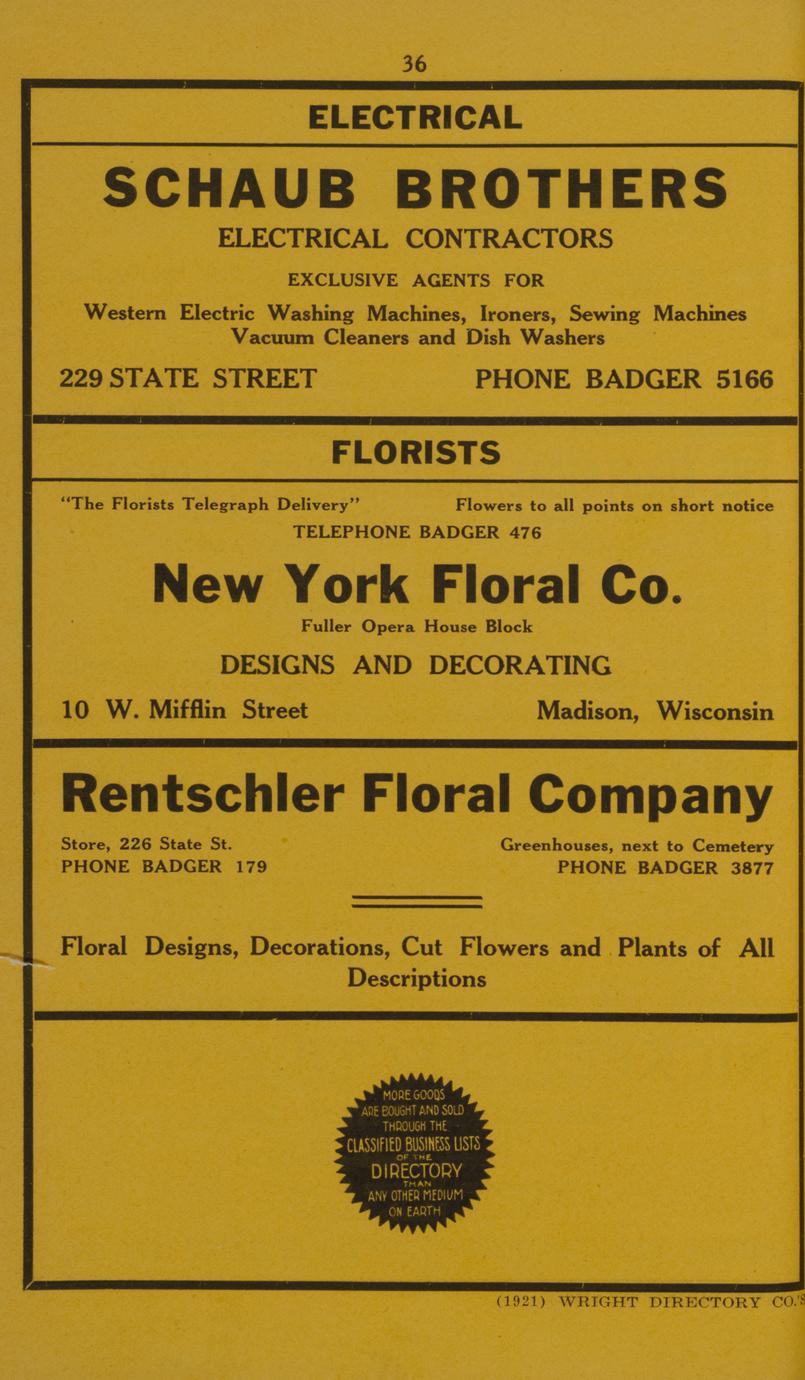 36
ELECTRICAL
SCHAUB BROTHERS
ELECTRICAL CONTRACTORS
EXCLUSIVE AGENTS FOR
Western Electric Washing Machines, Ironers, Sewing Machines
Vacuum Cleaners and Dish Washers
229 STATE STREET PHONE BADGER 5166
FLORISTS
"The Florists Telegraph Delivery" Flowers to all points on short notice
TELEPHONE BADGER 476
New York Floral Co.
Fuller Opera House Block
DESIGNS AND DECORATING
10 W. Mifflin Street Madison, Wisconsin
Rentschler Floral Company
Store, 226 State St. Greenhouses, next to Cemetery
PHONE BADGER 179 PHONE BADGER 3877
Floral Designs, Decorations, Cut Flowers and Plants of All
Descriptions
MORE GOODS
ARE BOUGHT AND SOLD
THROUGH THE
CLASSIFIED BUSINESS LISTS
OF THE
DIRECTORY
THAN
ANY OTHER MEDIUM
ON EARTH
(1921) WRIGHT DIRECTORY CO.'S